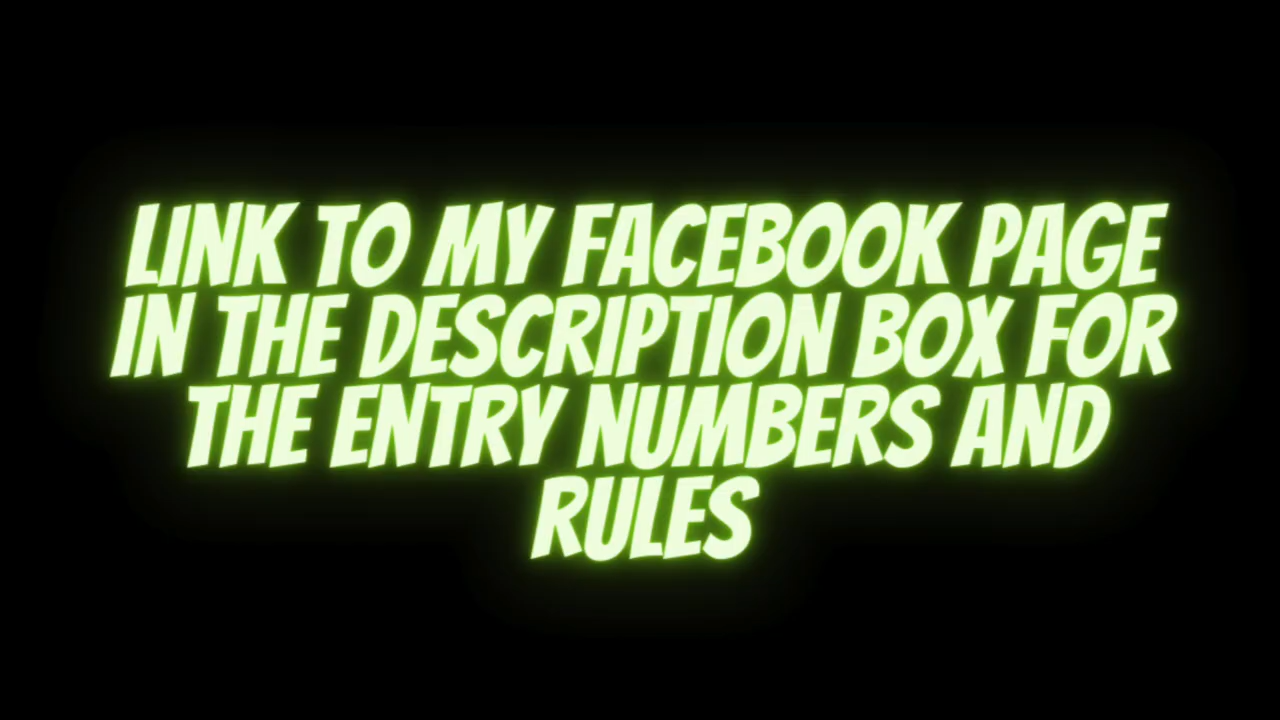 LINK TO MY FACEBOOK PAGE
IN THE DESCRIPTION BOX FOR
THE ENTRY NUMBERS AND
RULES